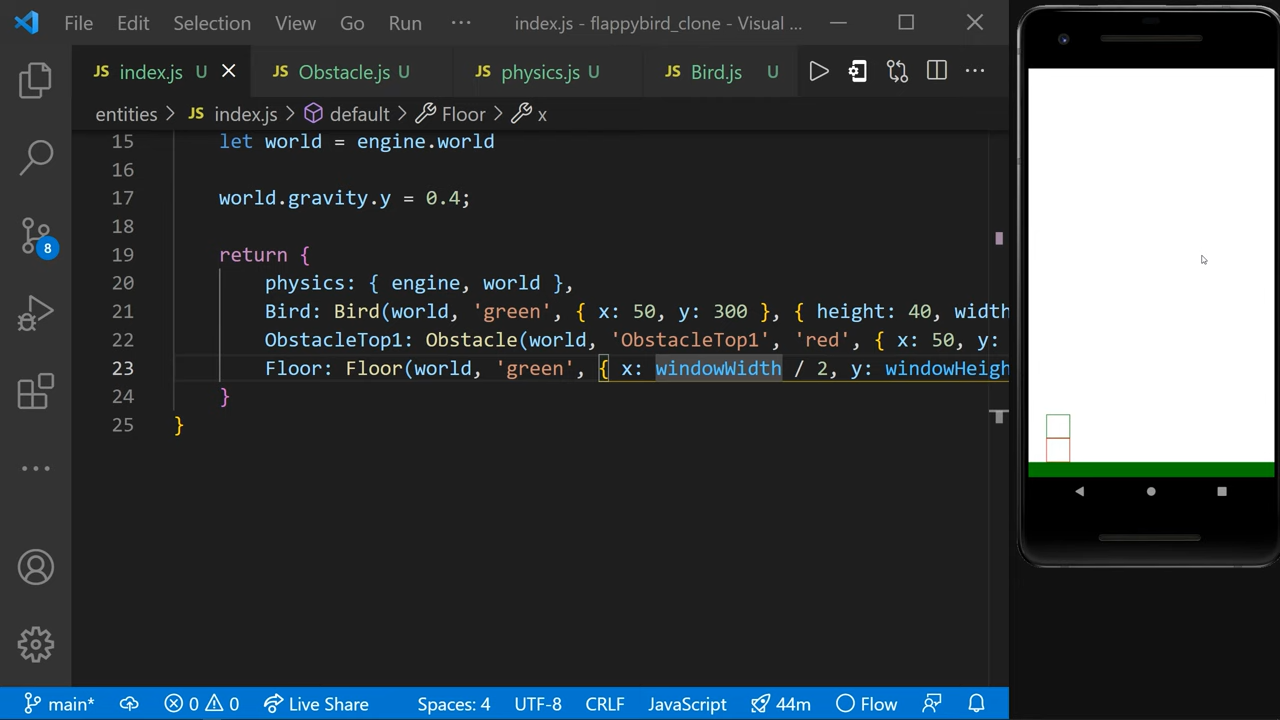 File Edit Selection View Go Run ··· index.js - flappybird_clone - Visual ...
JS index.js U JS Obstacle.js U JS physics.js U JS Bird.js U
entities > JS index.js > default > Floor > x
15 let world = engine.world
16
17 world.gravity.y = 0.4;
18
19 return {
20 physics: { engine, world },
21 Bird: Bird(world, 'green', { x: 50, y: 300 }, { height: 40, width
22 ObstacleTop1: Obstacle(world, 'ObstacleTop1', 'red', { x: 50, y:
23 Floor: Floor(world, 'green', { x: windowWidth / 2, y: windowHeigh
24 }
25 }
8
main* 0 0 Live Share Spaces: 4 UTF-8 CRLF JavaScript 44m Flow